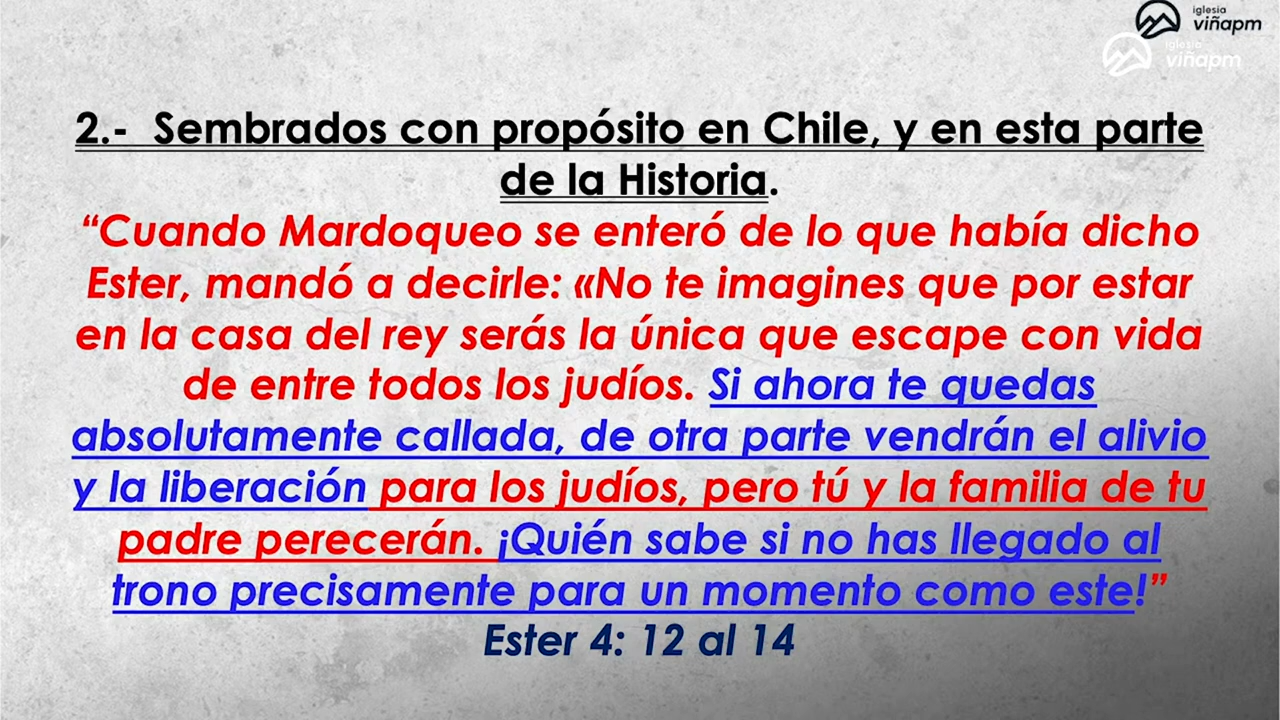 iglesia
viñapm
iglesia
viñapm
2.- Sembrados con propósito en Chile, y en esta parte
de la Historia.
“Cuando Mardoqueo se enteró de lo que había dicho
Ester, mandó a decirle: «No te imagines que por estar
en la casa del rey serás la única que escape con vida
de entre todos los judíos. Si ahora te quedas
absolutamente callada, de otra parte vendrán el alivio
y la liberación para los judíos, pero tú y la familia de tu
padre perecerán. ¡Quién sabe si no has llegado al
trono precisamente para un momento como este!”
Ester 4: 12 al 14